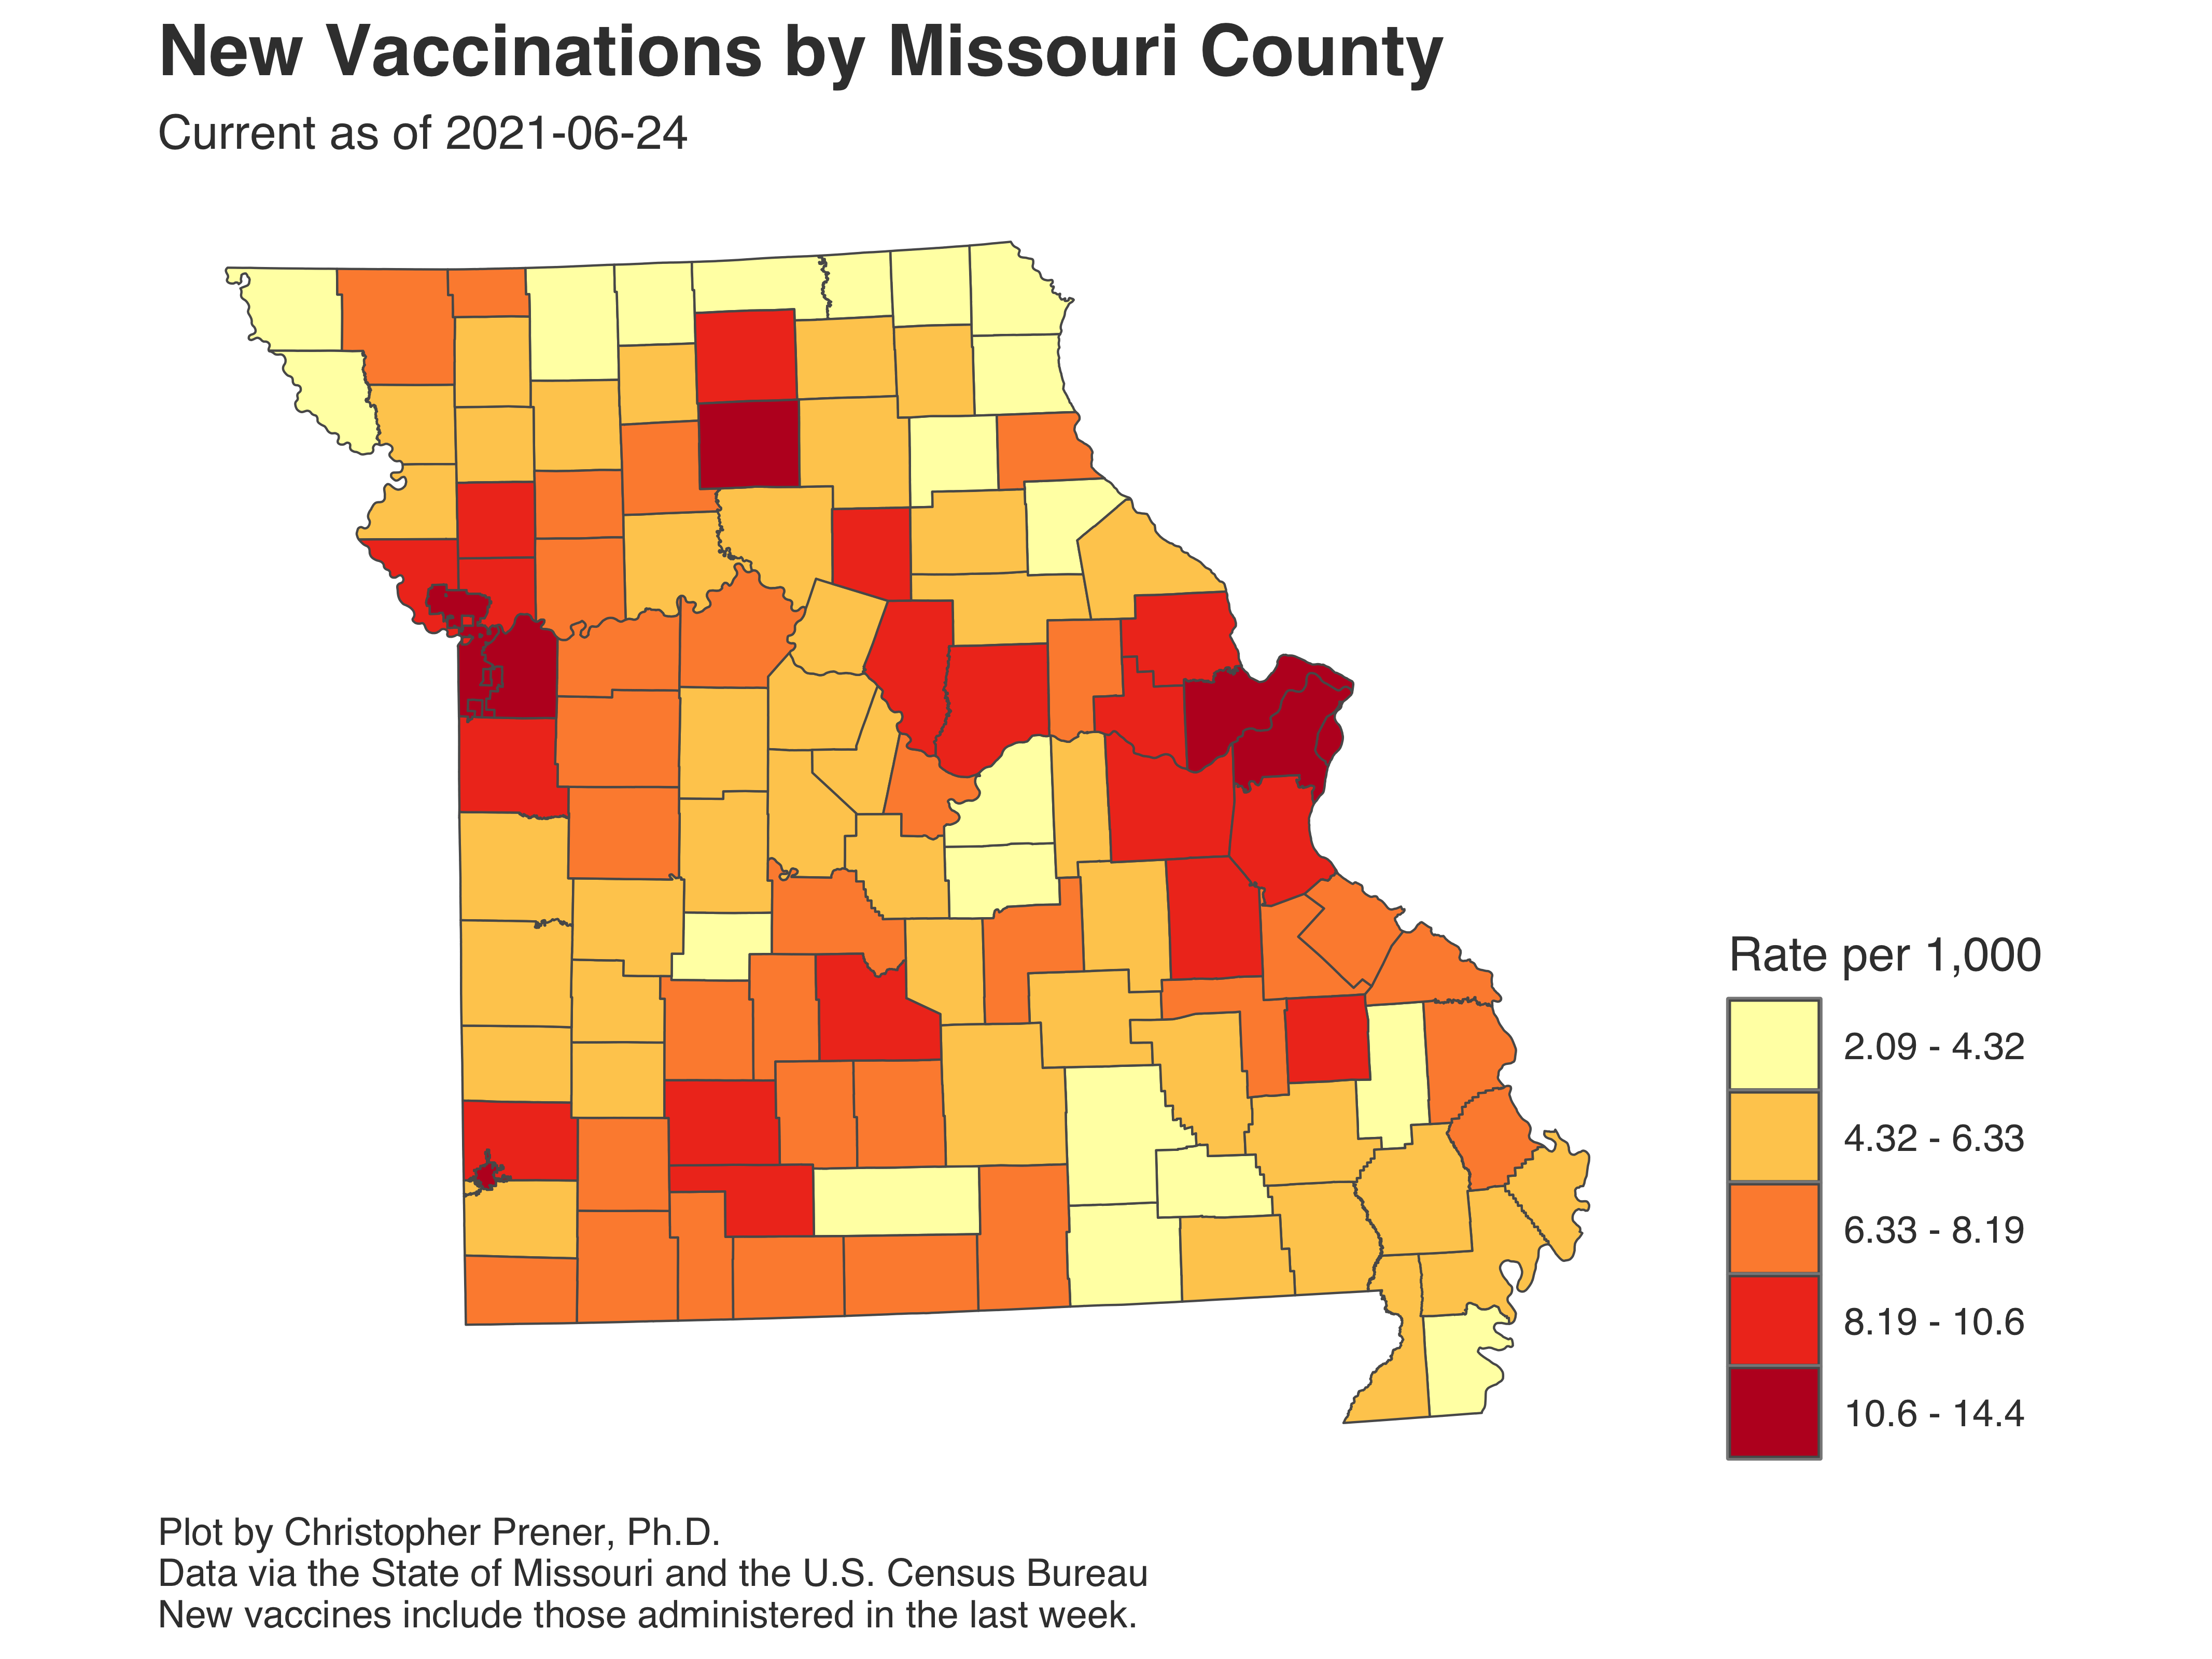 New Vaccinations by Missouri County
Current as of 2021-06-24
Rate per 1,000
2.09 - 4.32
4.32 - 6.33
6.33 - 8.19
8.19 - 10.6
10.6 - 14.4
Plot by Christopher Prener, Ph.D.
Data via the State of Missouri and the U.S. Census Bureau
New vaccines include those administered in the last week.